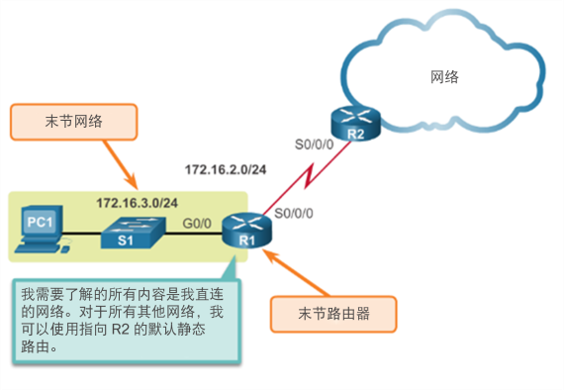 网络
末节网络
R2
S0/0/0
172.16.2.0/24
172.16.3.0/24
S0/0/0
PC1
G0/0
S1
R1
我需要了解的所有内容是我直连
的网络。对于所有其他网络，我
可以使用指向 R2 的默认静态
路由。
末节路由器